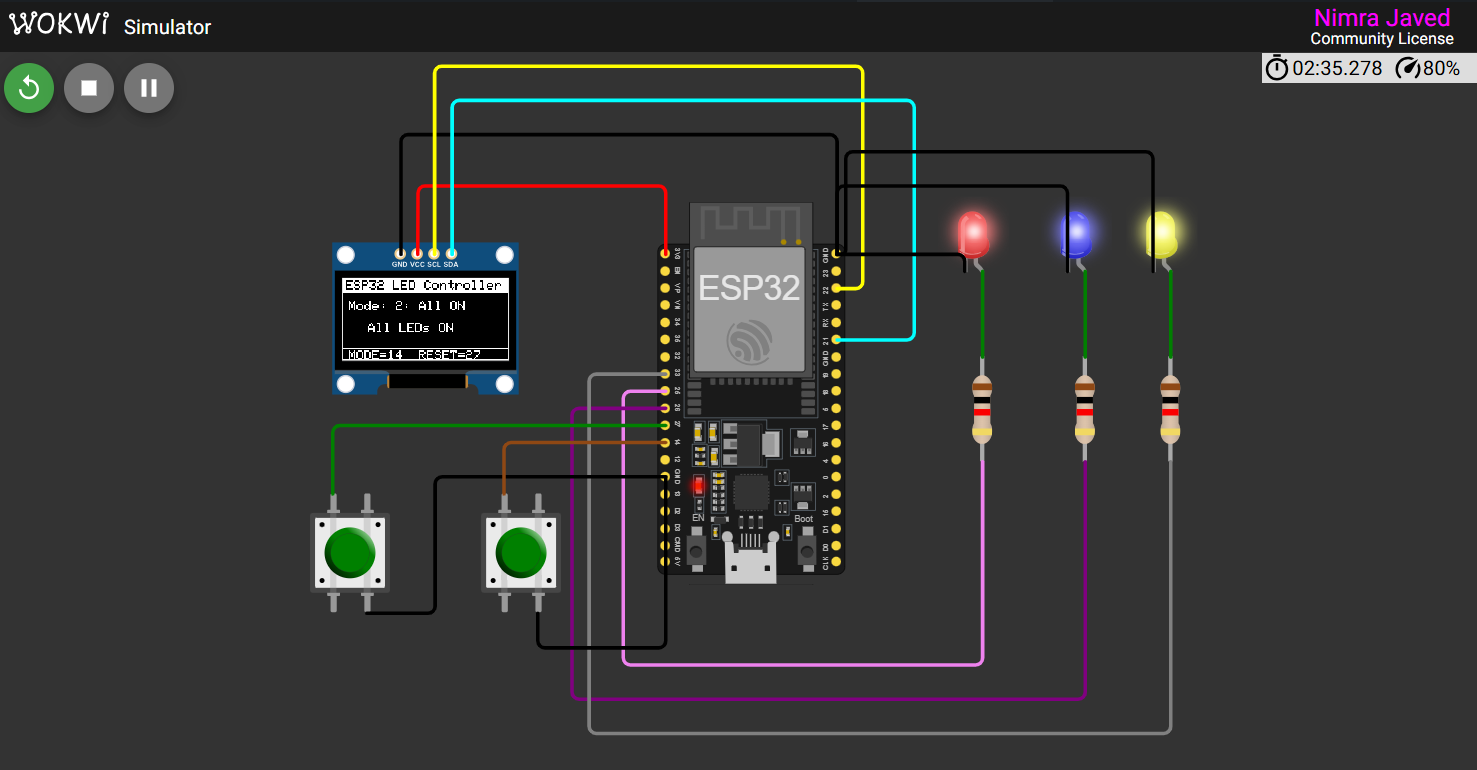 WOKWi Simulator
Nimra Javed
Community License
02:35.278 80%
GND VCC SCL SDA
ESP32 LED Controller
Mode: 2: All ON
All LEDs ON
MODE=14 RESET=27
ESP32
3V3
EN
VP
VN
34
35
32
33
25
26
27
14
12
GND
13
D2
D3
CMD
5V
GND
23
22
TX
RX
21
GND
19
18
5
17
16
4
0
2
15
D1
D0
CLK
EN
Boot